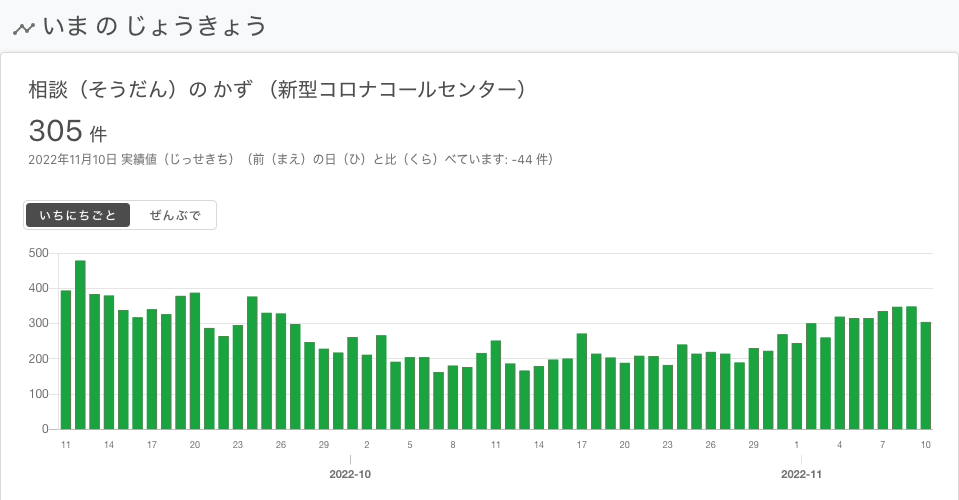 いま の じょうきょう
相談（そうだん）の かず （新型コロナコールセンター）
305 件
2022年11月10日 実績値（じっせきち）（前（まえ）の日（ひ）と比（くら）べています: -44 件）
いちにちごと ぜんぶで
500
400
300
200
100
0
11 14 17 20 23 26 29 2 5 8 11 14 17 20 23 26 29 1 4 7 10
2022-10 2022-11